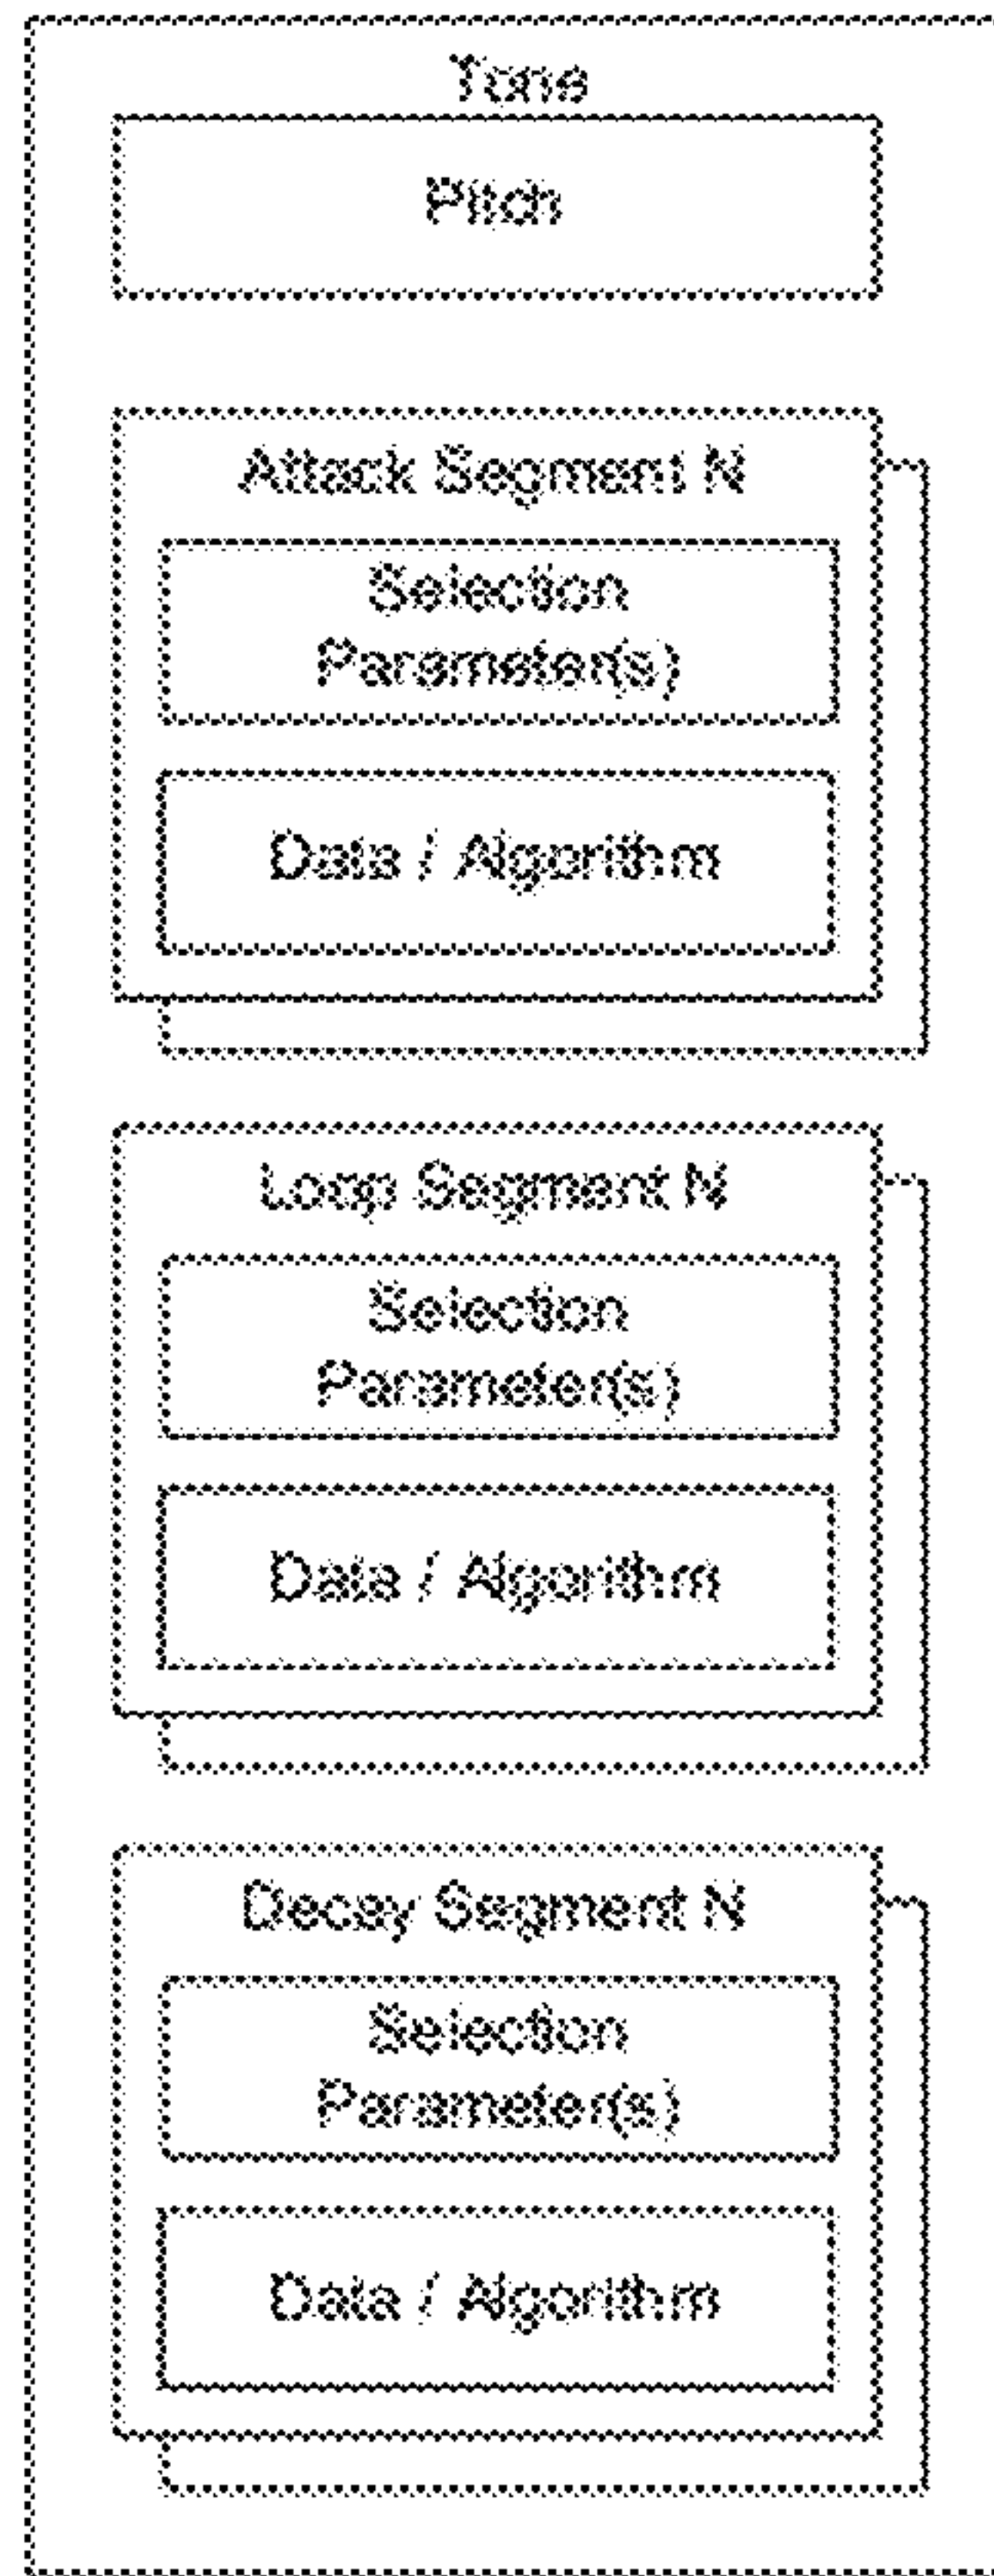 Tone
Pitch
Attack Segment N
Selection
Parameter(s)
Data / Algorithm
Loop Segment N
Selection
Parameter(s)
Data / Algorithm
Decay Segment N
Selection
Parameter(s)
Data / Algorithm